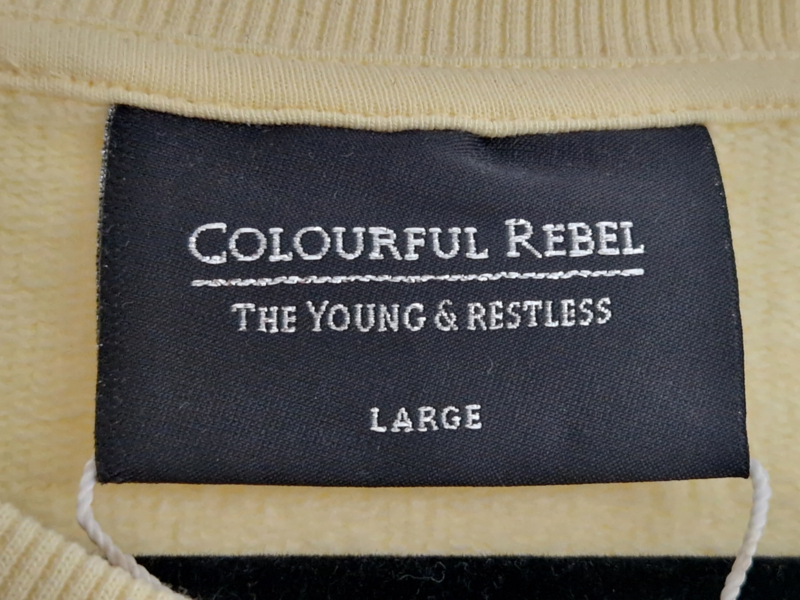 COLOURFUL REBEL
THE YOUNG & RESTLESS
LARGE